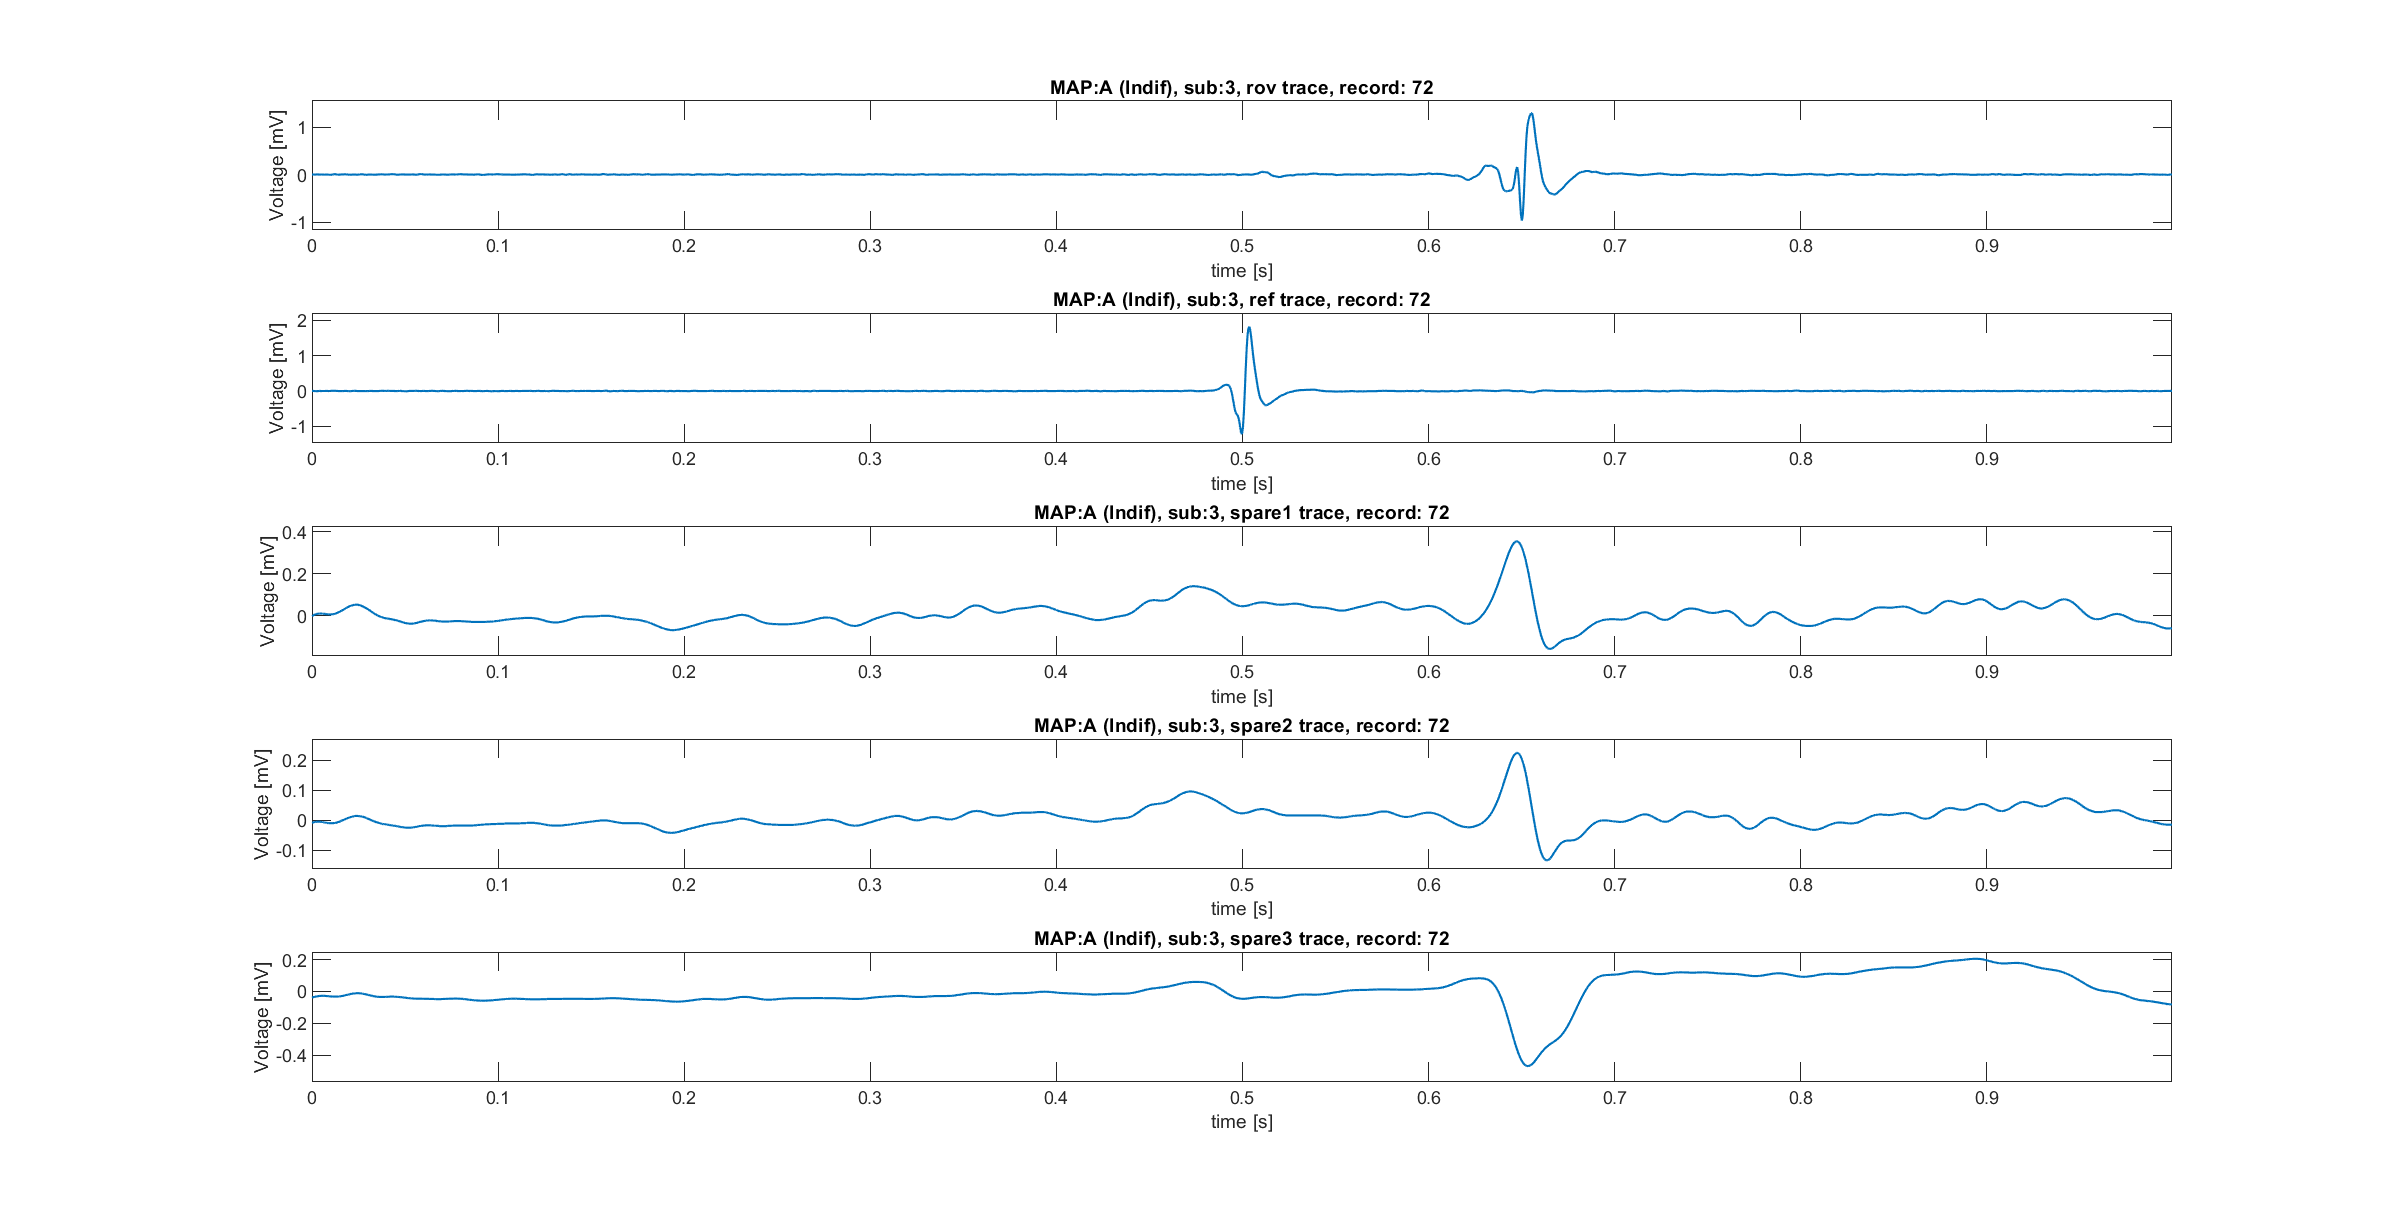 MAP:A (Indif), sub:3, rov trace, record: 72
Voltage [mV]
1
0
-1
0 0.1 0.2 0.3 0.4 0.5 0.6 0.7 0.8 0.9
time [s]
MAP:A (Indif), sub:3, ref trace, record: 72
Voltage [mV]
2
1
0
-1
0 0.1 0.2 0.3 0.4 0.5 0.6 0.7 0.8 0.9
time [s]
MAP:A (Indif), sub:3, spare1 trace, record: 72
Voltage [mV]
0.4
0.2
0
0 0.1 0.2 0.3 0.4 0.5 0.6 0.7 0.8 0.9
time [s]
MAP:A (Indif), sub:3, spare2 trace, record: 72
Voltage [mV]
0.2
0.1
0
-0.1
0 0.1 0.2 0.3 0.4 0.5 0.6 0.7 0.8 0.9
time [s]
MAP:A (Indif), sub:3, spare3 trace, record: 72
Voltage [mV]
0.2
0
-0.2
-0.4
0 0.1 0.2 0.3 0.4 0.5 0.6 0.7 0.8 0.9
time [s]